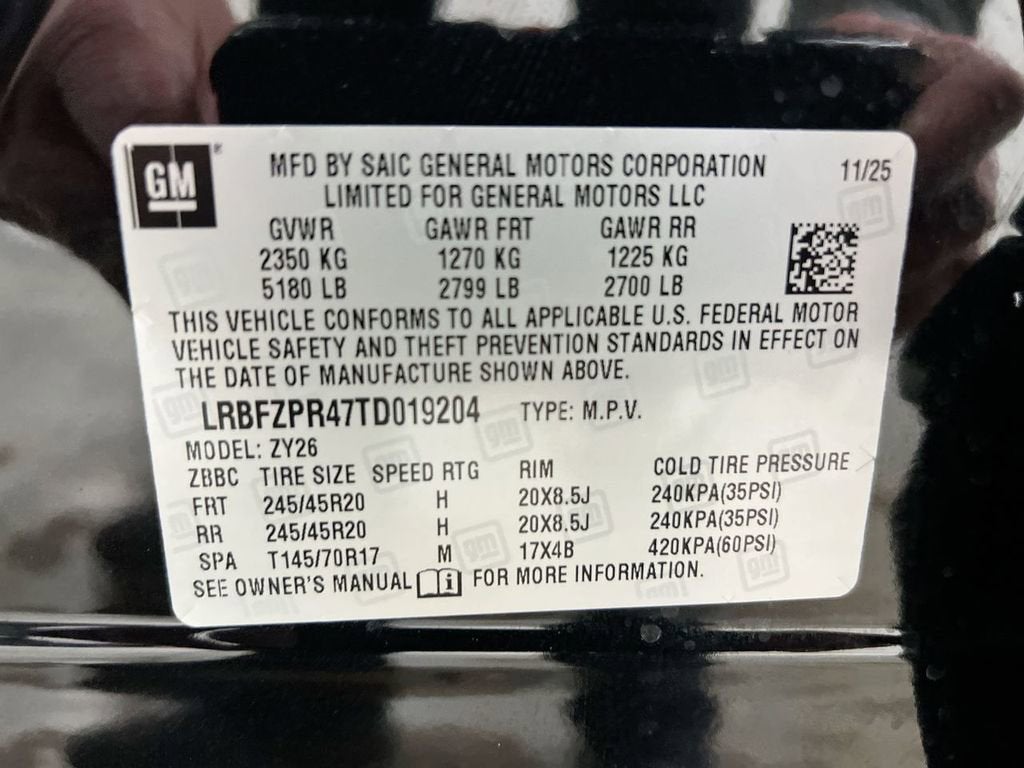 GM ®
MFD BY SAIC GENERAL MOTORS CORPORATION 11/25
LIMITED FOR GENERAL MOTORS LLC
GVWR GAWR FRT GAWR RR
2350 KG 1270 KG 1225 KG
5180 LB 2799 LB 2700 LB
THIS VEHICLE CONFORMS TO ALL APPLICABLE U.S. FEDERAL MOTOR
VEHICLE SAFETY AND THEFT PREVENTION STANDARDS IN EFFECT ON
THE DATE OF MANUFACTURE SHOWN ABOVE.
LRBFZPR47TD019204 TYPE: M.P.V.
MODEL: ZY26
ZBBC TIRE SIZE SPEED RTG RIM COLD TIRE PRESSURE
FRT 245/45R20 H 20X8.5J 240KPA(35PSI)
RR 245/45R20 H 20X8.5J 240KPA(35PSI)
SPA T145/70R17 M 17X4B 420KPA(60PSI)
SEE OWNER'S MANUAL i FOR MORE INFORMATION.